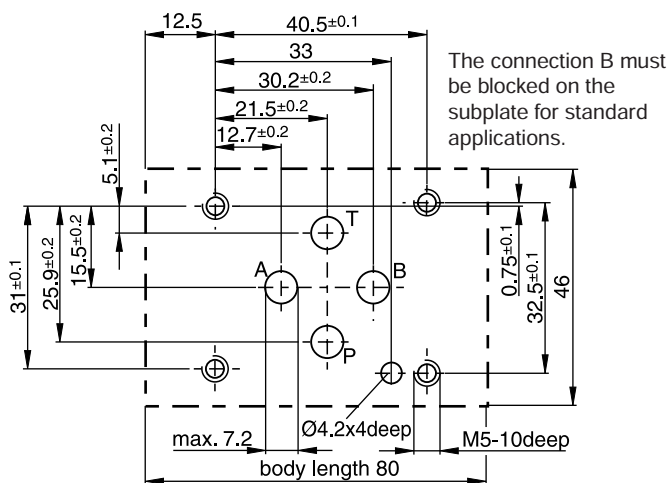 12.5
40.5±0.1
33
30.2±0.2
21.5±0.2
12.7±0.2
The connection B must
be blocked on the
subplate for standard
applications.
5.1±0.2
T
A
B
P
31±0.1
25.9±0.2
15.5±0.2
0.75±0.1
32.5±0.1
46
Ø4.2x4deep
max. 7.2
M5-10deep
body length 80